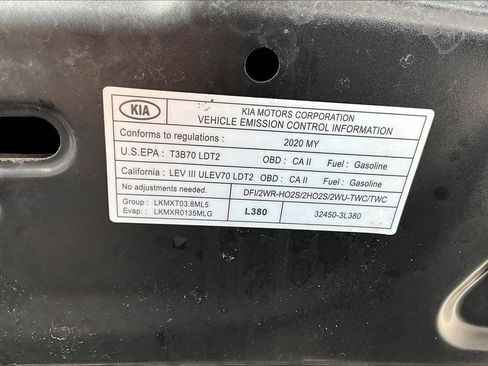 KIA
KIA MOTORS CORPORATION
VEHICLE EMISSION CONTROL INFORMATION
Conforms to regulations: 2020 MY
U.S.EPA : T3B70 LDT2 OBD : CA II Fuel : Gasoline
California : LEV III ULEV70 LDT2 OBD : CA II Fuel : Gasoline
No adjustments needed. DFI/2WR-HO2S/2HO2S/2WU-TWC/TWC
Group : LKMXT03.8ML5
Evap. : LKMXR0135MLG L380 32450-3L380